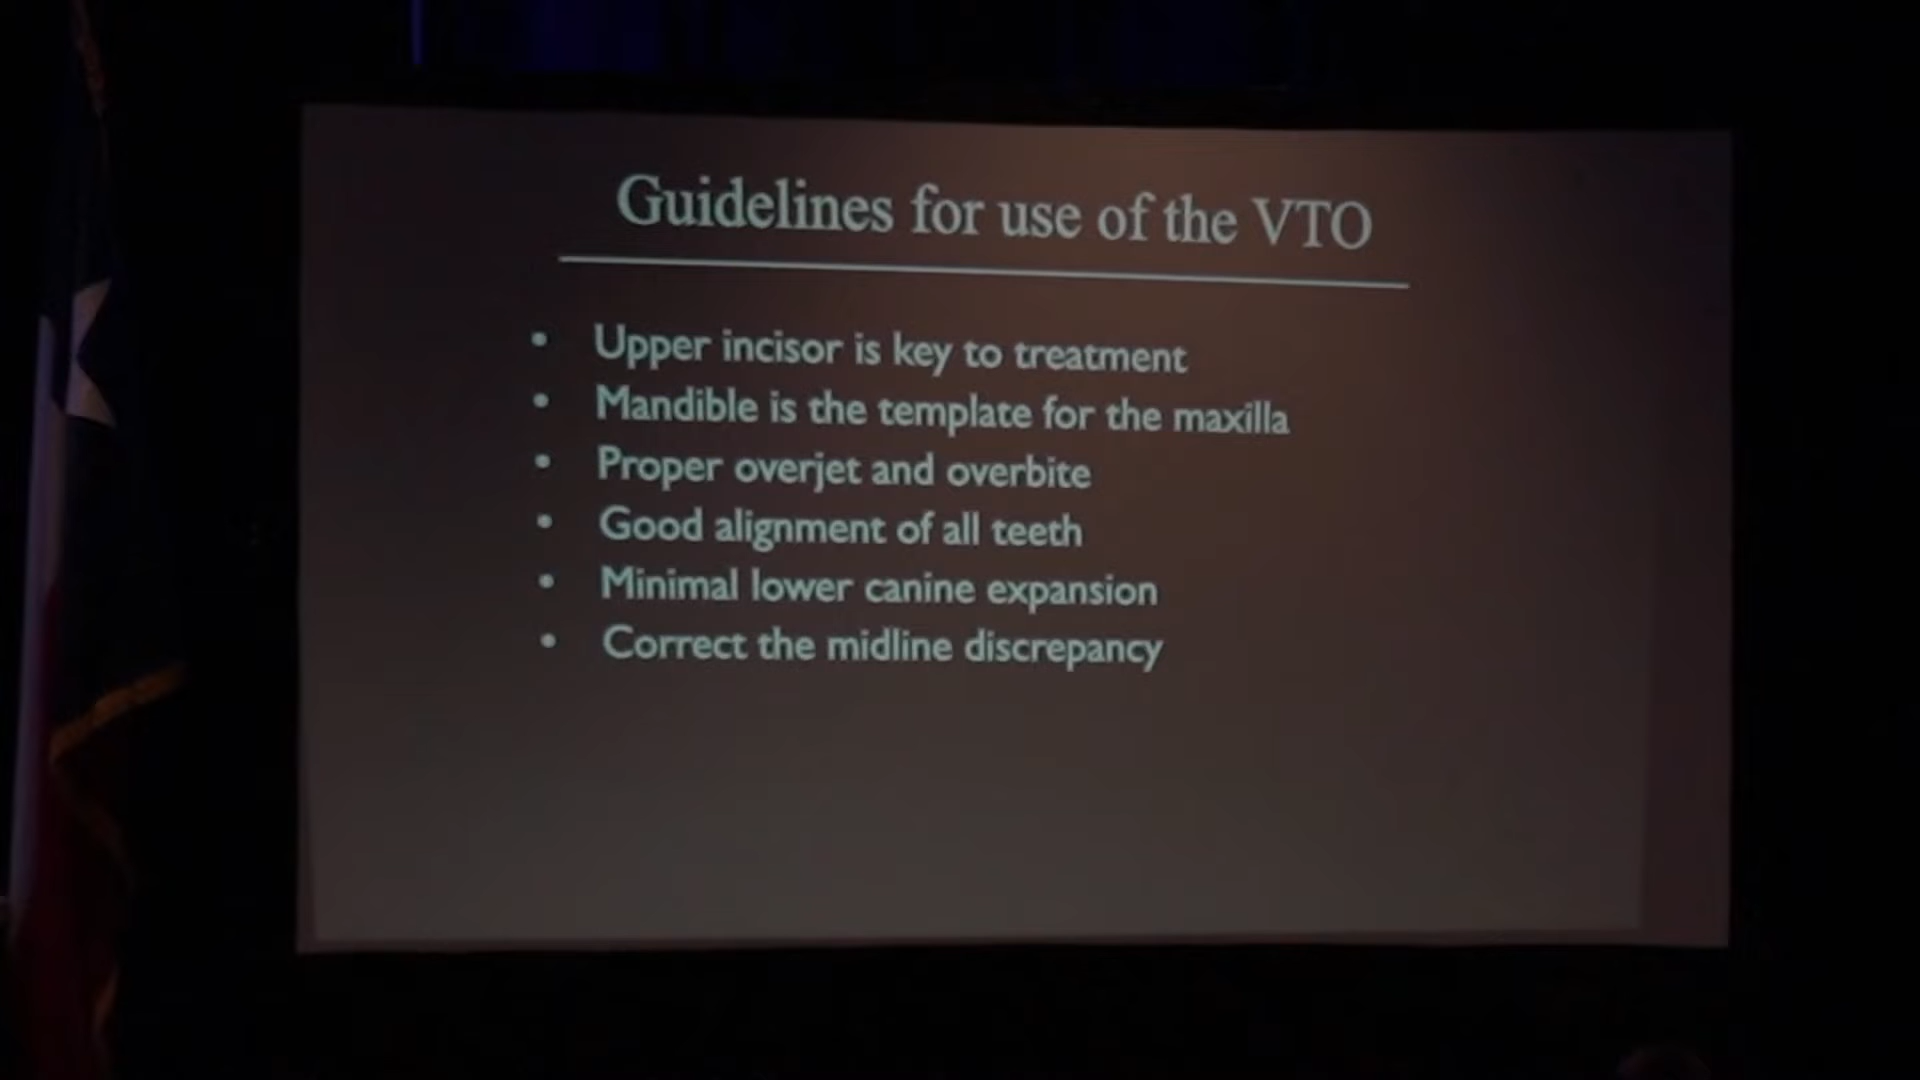 Guidelines for use of the VTO
• Upper incisor is key to treatment
• Mandible is the template for the maxilla
• Proper overjet and overbite
• Good alignment of all teeth
• Minimal lower canine expansion
• Correct the midline discrepancy